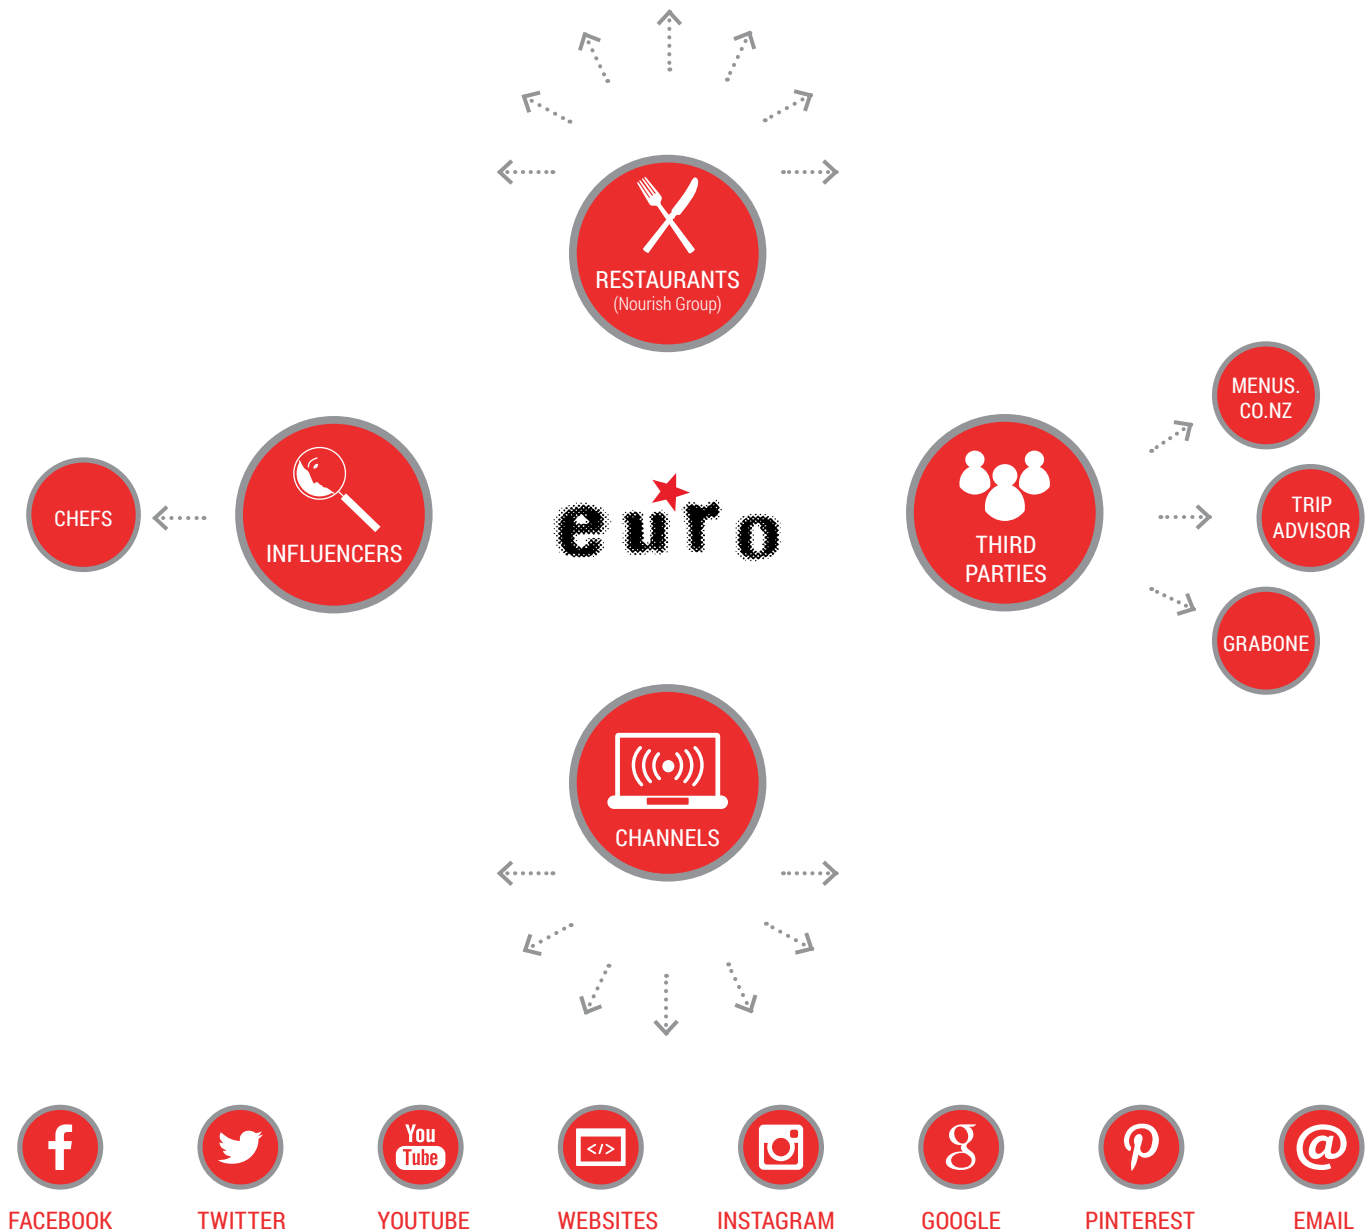 RESTAURANTS
(Nourish Group)
MENUS.
CO.NZ
CHEFS
INFLUENCERS
euro
THIRD
PARTIES
TRIP
ADVISOR
GRABONE
CHANNELS
You
Tube
</>
g
@
FACEBOOK
TWITTER
YOUTUBE
WEBSITES
INSTAGRAM
GOOGLE
PINTEREST
EMAIL